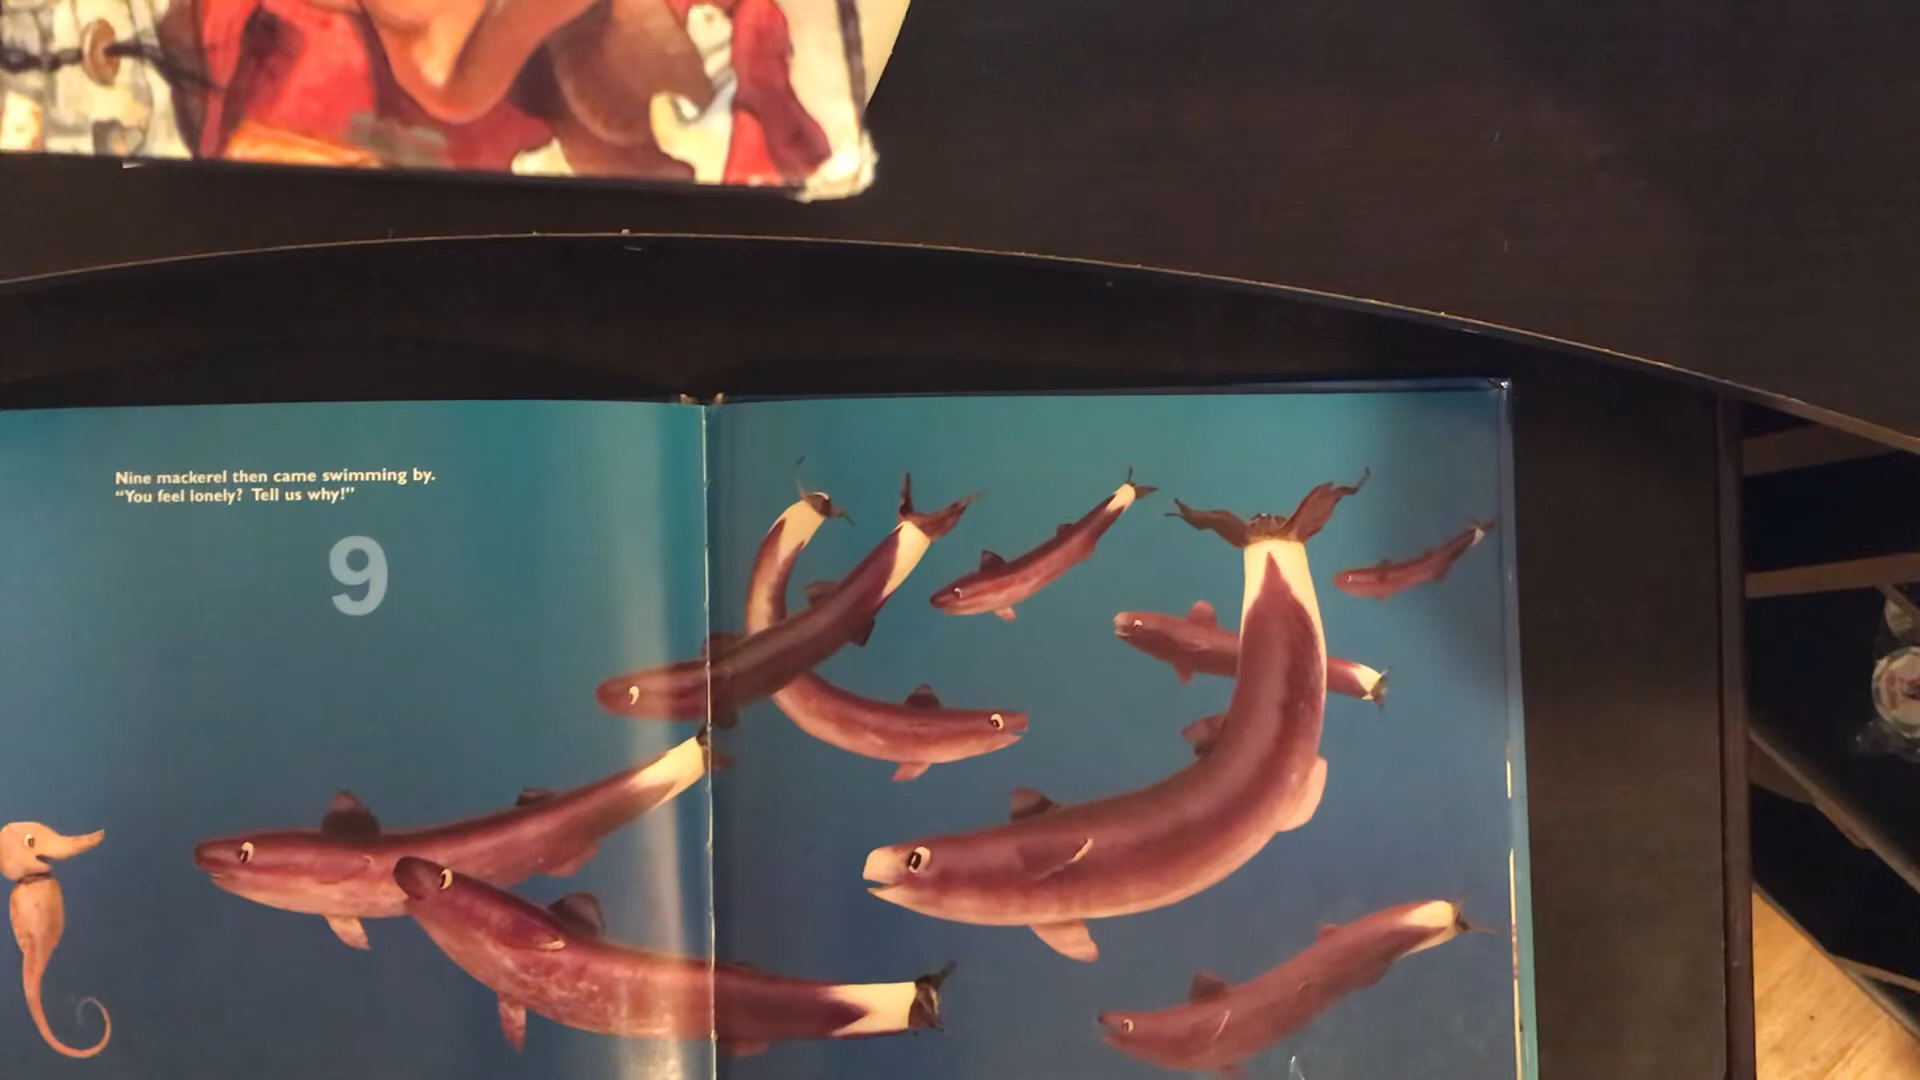 Nine mackerel then came swimming by.
“You feel lonely?  Tell us why!”
9